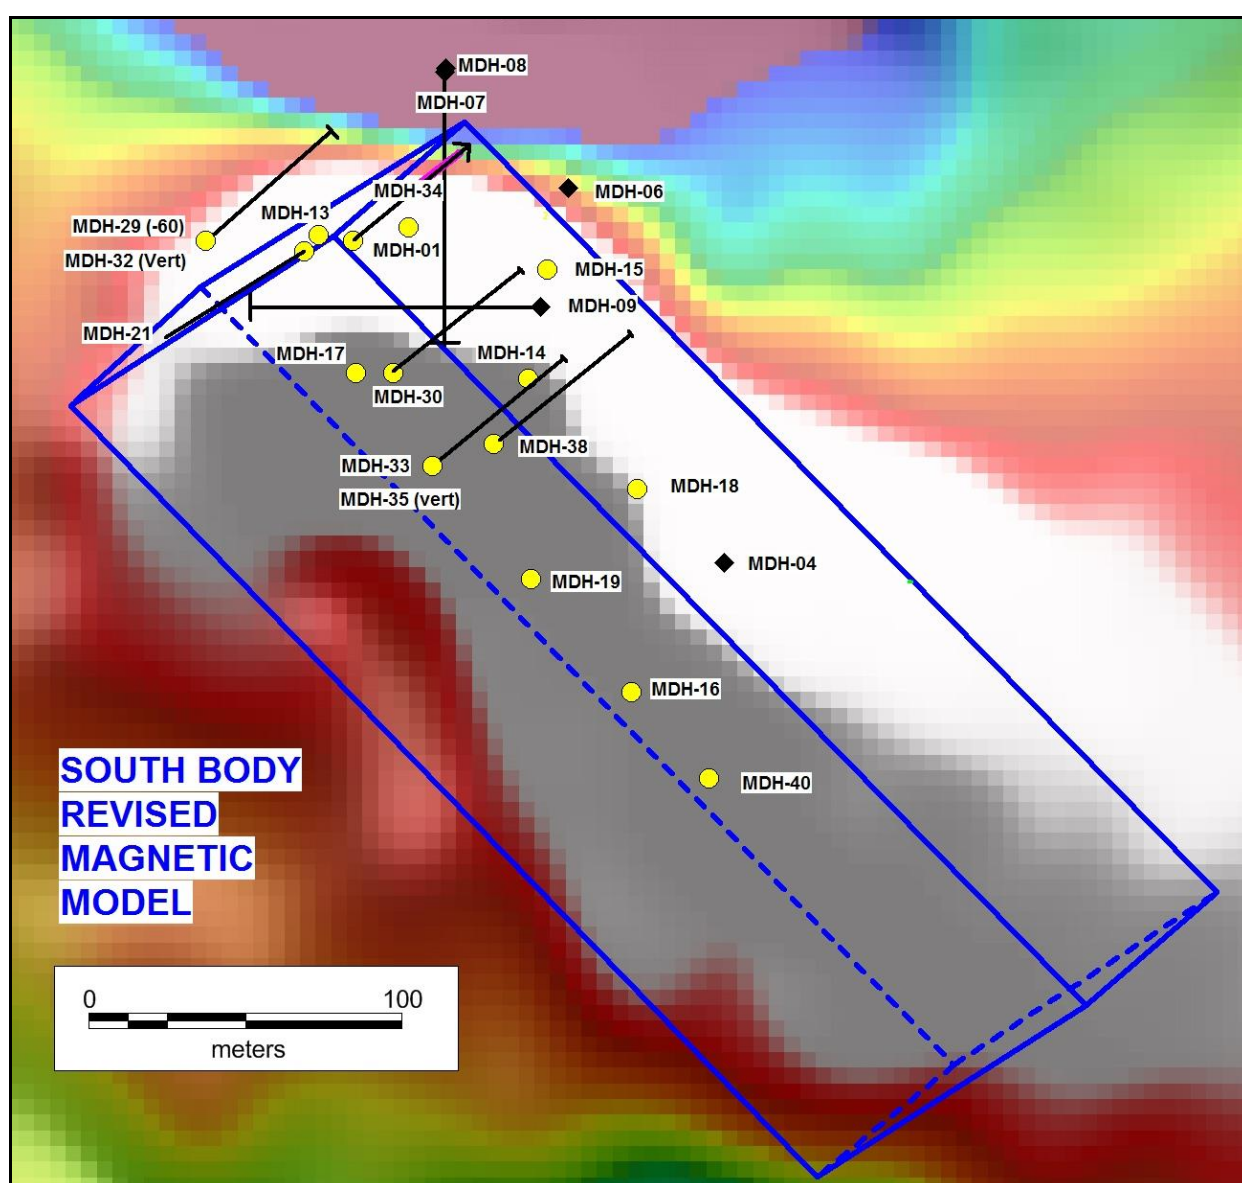 MDH-08
MDH-07
MDH-34
MDH-06
MDH-13
MDH-29 (-60)
MDH-01
MDH-32 (Vert)
MDH-15
MDH-09
MDH-21
MDH-17
MDH-14
MDH-30
MDH-38
MDH-33
MDH-35 (vert)
MDH-18
MDH-04
MDH-19
MDH-16
MDH-40
SOUTH BODY
REVISED
MAGNETIC
MODEL
0 100
meters